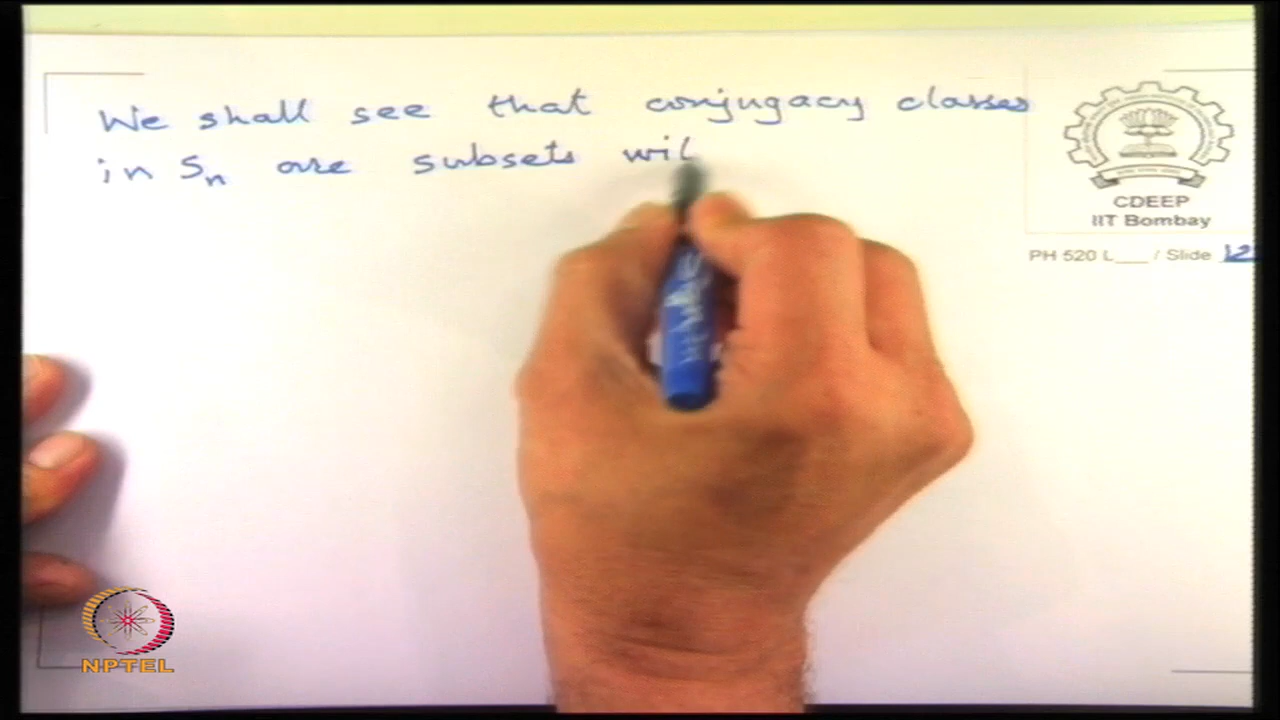 We shall see that conjugacy classes
in Sn are subsets wil
CDEEP
IIT Bombay
PH 520 L___ / Slide 12
NPTEL